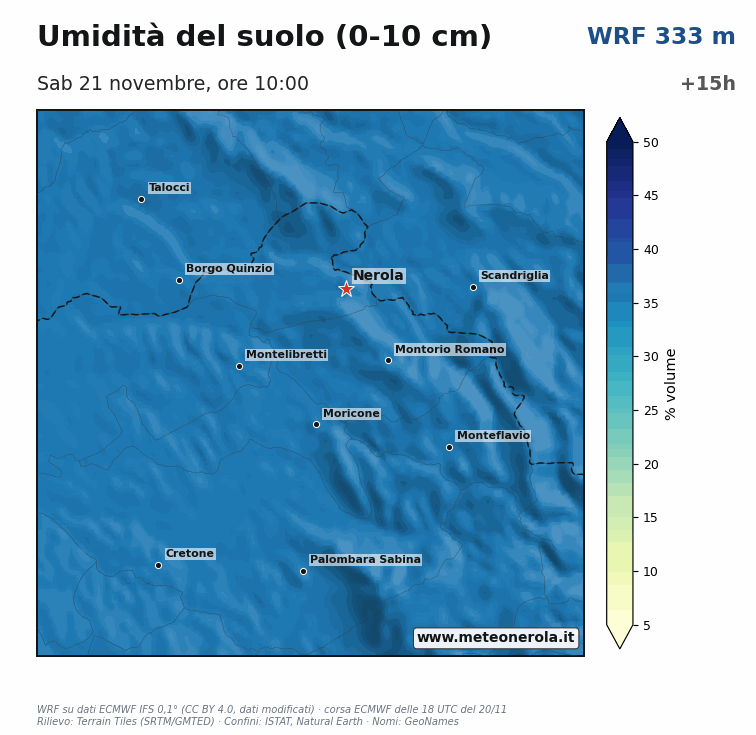 Umidità del suolo (0-10 cm)
WRF 333 m
Sab 21 novembre, ore 10:00
+15h
Talocci
Borgo Quinzio
Nerola
Scandriglia
Montelibretti
Montorio Romano
Moricone
Monteflavio
Cretone
Palombara Sabina
www.meteonerola.it
50
45
40
35
30
25
20
15
10
5
% volume
WRF su dati ECMWF IFS 0,1° (CC BY 4.0, dati modificati) · corsa ECMWF delle 18 UTC del 20/11
Rilievo: Terrain Tiles (SRTM/GMTED) · Confini: ISTAT, Natural Earth · Nomi: GeoNames